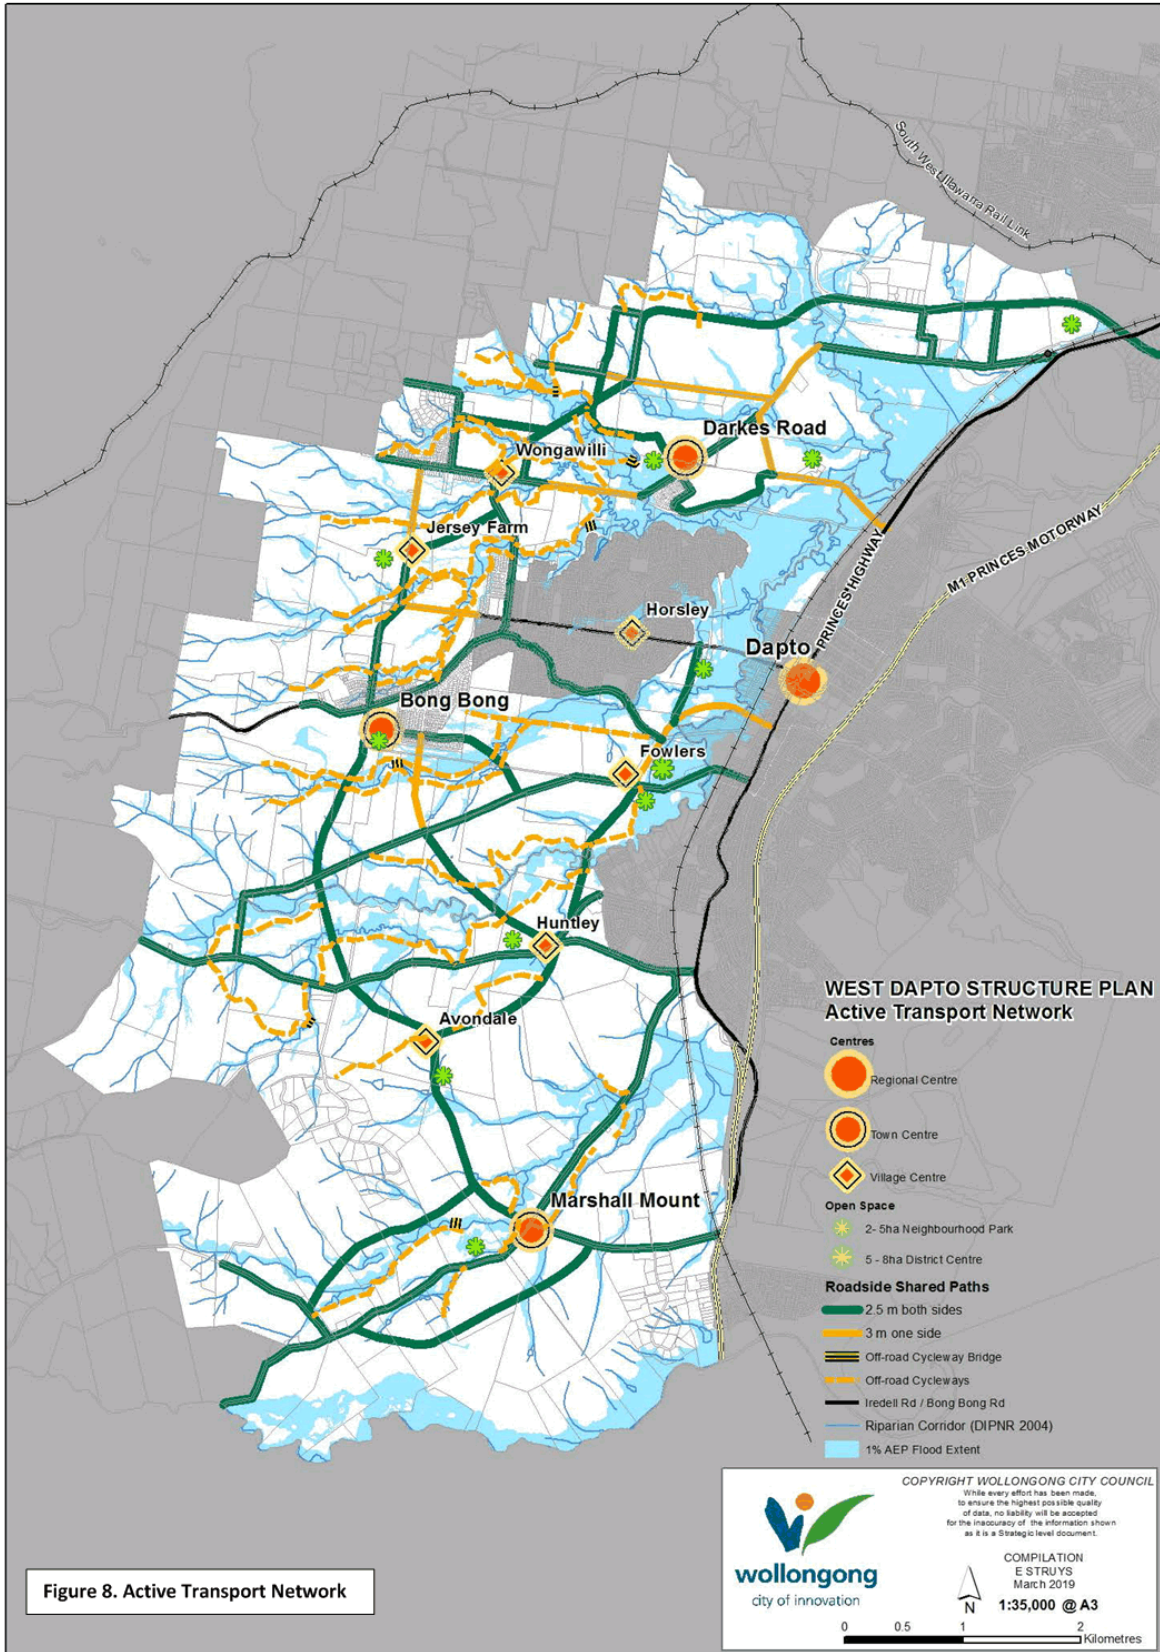 South West Illawarra Rail Link
Darkes Road
Wongawilli
Jersey Farm
M1 PRINCES MOTORWAY
PRINCES HIGHWAY
Horsley
Dapto
Bong Bong
Fowlers
Huntley
Avondale
Marshall Mount
WEST DAPTO STRUCTURE PLAN
Active Transport Network
Centres
Regional Centre
Town Centre
Village Centre
Open Space
2- 5ha Neighbourhood Park
5 - 8ha District Centre
Roadside Shared Paths
2.5 m both sides
3 m one side
Off-road Cycleway Bridge
Off-road Cycleways
Iredell Rd / Bong Bong Rd
Riparian Corridor (DIPNR 2004)
1% AEP Flood Extent
COPYRIGHT WOLLONGONG CITY COUNCIL
While every effort has been made,
to ensure the highest possible quality
of data, no liability will be accepted
for the inaccuracy of the information shown
as it is a Strategic level document.
wollongong
city of innovation
COMPILATION
E STRUYS
March 2019
N
1:35,000 @ A3
0 0.5 1 2
Kilometres
Figure 8. Active Transport Network